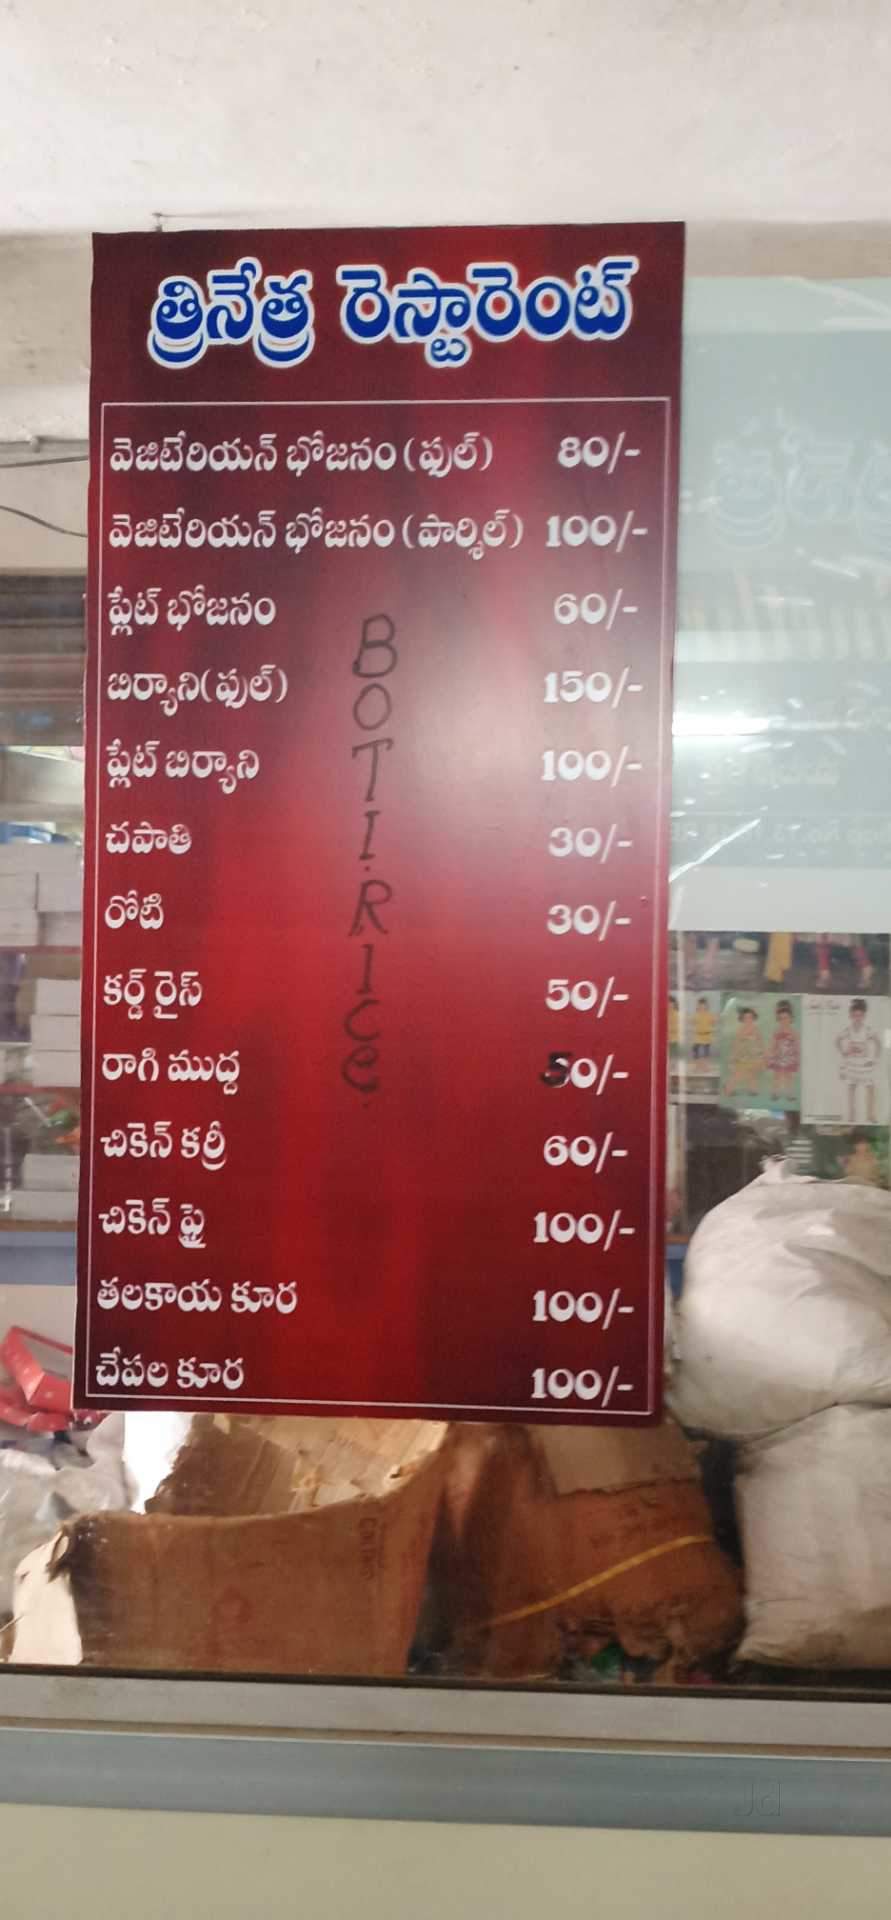 త్రినేత్ర రెస్టారెంట్
వెజిటేరియన్ భోజనం (ఫుల్) 80/-
వెజిటేరియన్ భోజనం (పార్శిల్) 100/-
ప్లేట్ భోజనం 60/-
బిర్యాని(ఫుల్) 150/-
ప్లేట్ బిర్యాని 100/-
చపాతి 30/-
రోటి 30/-
కర్డ్ రైస్ 50/-
రాగి ముద్ద 50/-
చికెన్ కర్రీ 60/-
చికెన్ ఫ్రై 100/-
తలకాయ కూర 100/-
చేపల కూర 100/-
BOTI.RICe
Jd